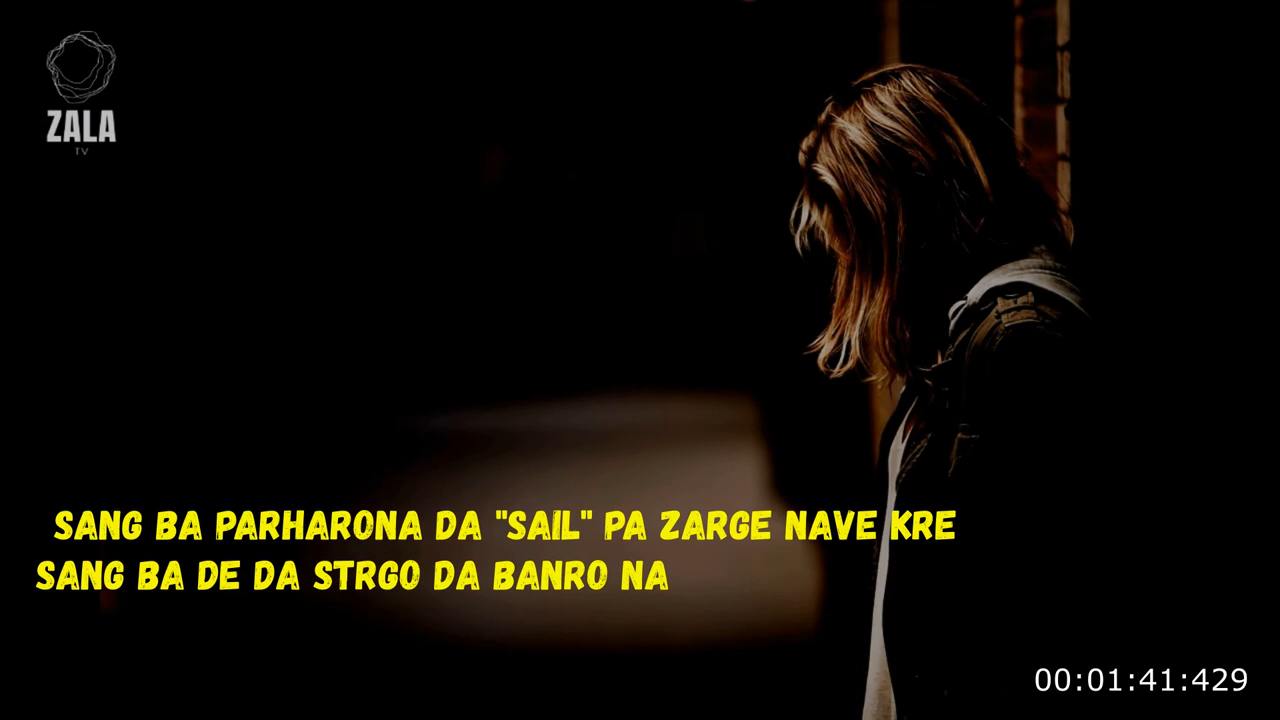 ZALA
TV
SANG BA PARHARONA DA "SAIL" PA ZARGE NAVE KRE
SANG BA DE DA STRGO DA BANRO NA
00:01:41:429